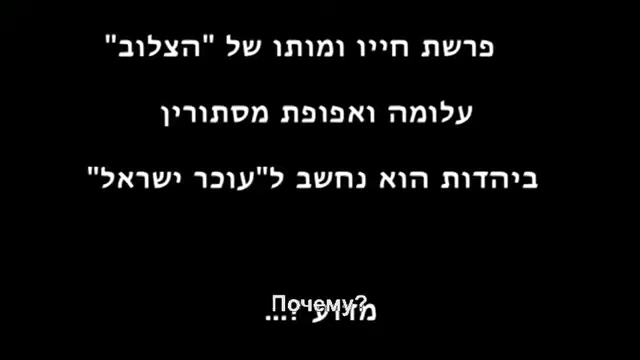 פרשת חייו ומותו של "הצלוב"
עלומה ואפופת מסתורין
ביהדות הוא נחשב ל"עוכר ישראל"
מדוע ?...
Почему?